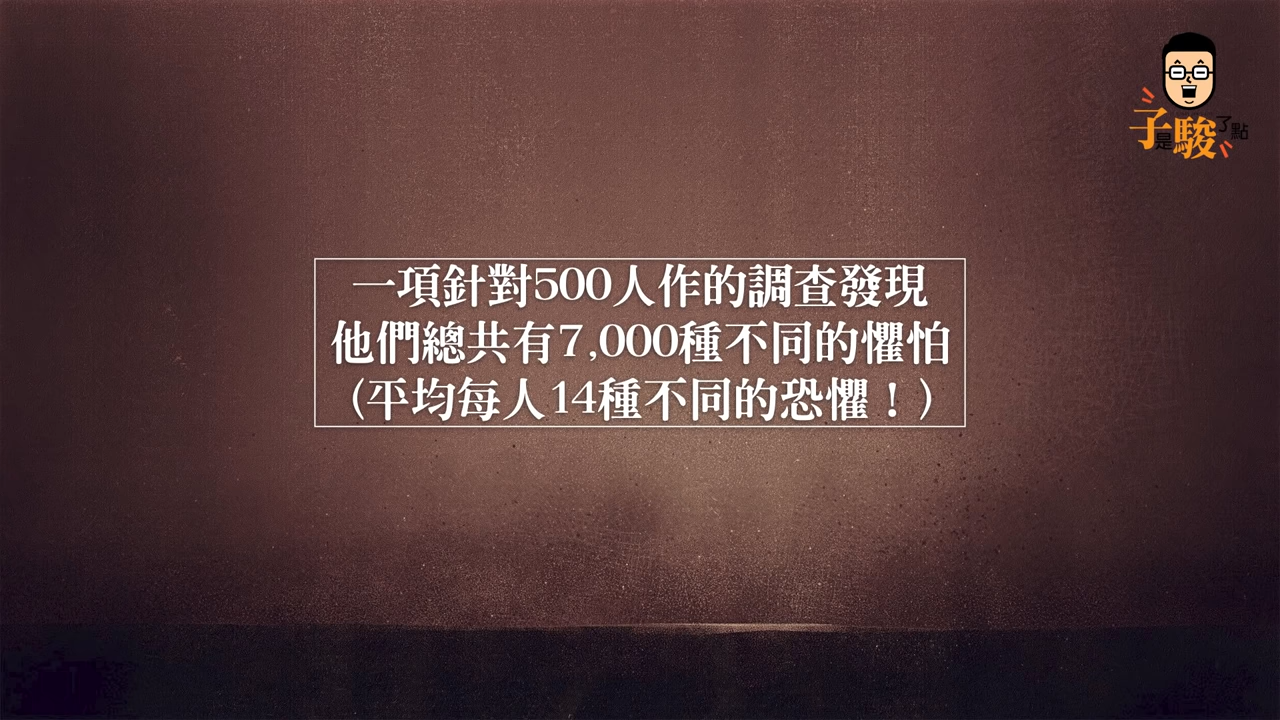 一項針對500人作的調查發現
他們總共有7,000種不同的懼怕
(平均每人14種不同的恐懼！)
子是駿了點